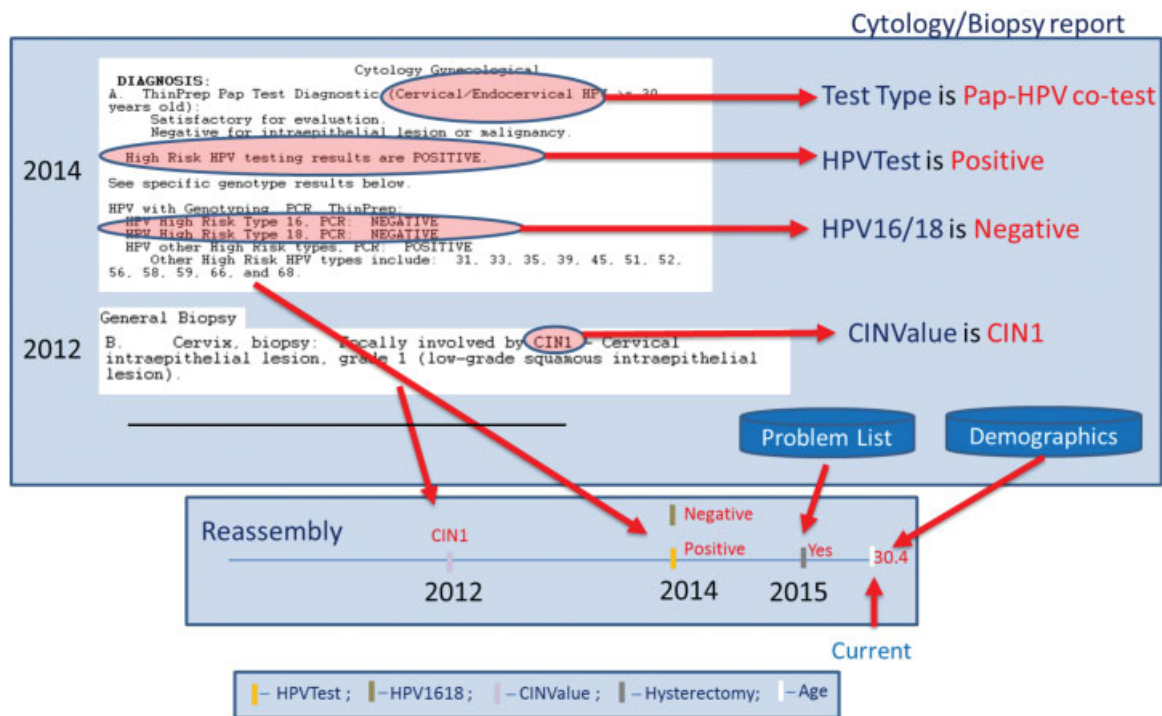 Cytology/Biopsy report
Cytology Gynecological
DIAGNOSIS:
A. ThinPrep Pap Test Diagnostic (Cervical/Endocervical HPV >= 30
years old):
Satisfactory for evaluation.
Negative for intraepithelial lesion or malignancy.
High Risk HPV testing results are POSITIVE.
See specific genotype results below.
HPV with Genotyping, PCR, ThinPrep:
HPV High Risk Type 16, PCR: NEGATIVE
HPV High Risk Type 18, PCR: NEGATIVE
HPV other High Risk types, PCR: POSITIVE
Other High Risk HPV types include: 31, 33, 35, 39, 45, 51, 52,
56, 58, 59, 66, and 68.
2014
Test Type is Pap-HPV co-test
HPVTest is Positive
HPV16/18 is Negative
General Biopsy
B. Cervix, biopsy: Focally involved by CIN1 - Cervical
intraepithelial lesion, grade 1 (low-grade squamous intraepithelial
lesion).
2012
CINValue is CIN1
Problem List
Demographics
Reassembly
CIN1
Negative
Positive
Yes
30.4
2012
2014
2015
Current
– HPVTest ; – HPV1618 ; – CINValue ; – Hysterectomy; – Age